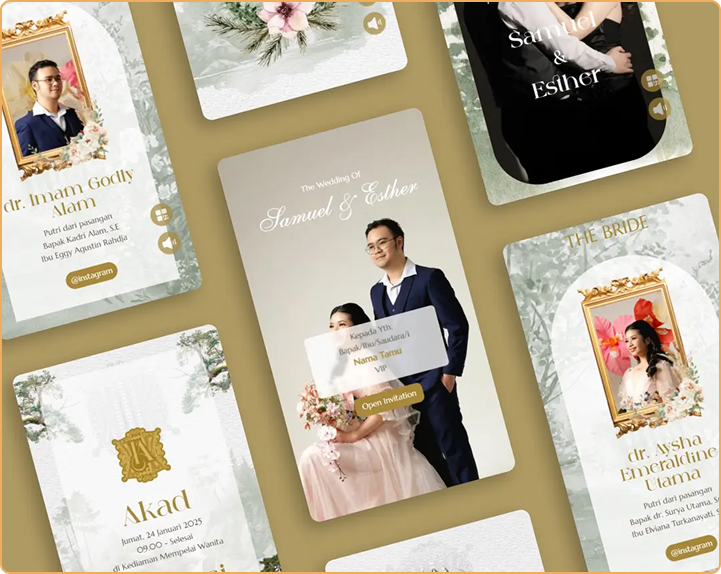 dr. Imam Godly
Alam
Putri dari pasangan
Bapak Kadri Alam, S.E
Ibu Eggy Agustin Rahdja
@instagram
Samuel
&
Esther
The Wedding Of
Samuel & Esther
Kepada Yth.
Bapak/Ibu/Saudara/i
Nama Tamu
VIP
Open Invitation
THE BRIDE
dr. Aysha
Emeraldine
Utama
Putri dari pasangan
Bapak dr. Surya Utama,
Ibu Elviana Turkanayati,
@instagram
Akad
Jumat, 24 Januari 2025
09.00 - Selesai
di Kediaman Mempelai Wanita